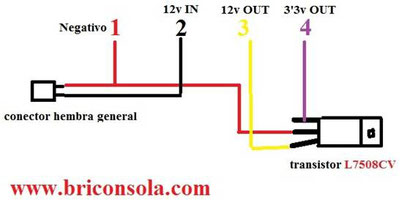 12v IN 12v OUT 3'3v OUT
Negativo 1 2 3 4
conector hembra general
transistor L7508CV
www.briconsola.com